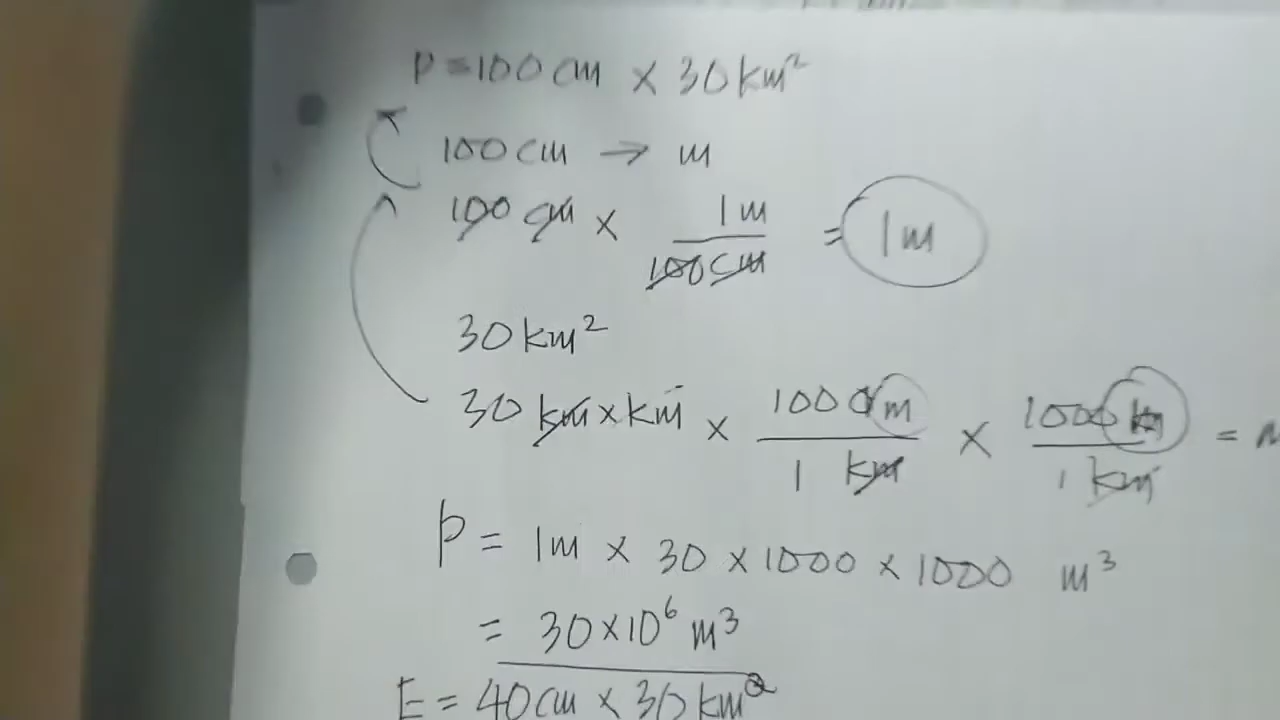 P = 100 cm × 30 km²
100 cm → m
100 cm × 1 m / 100 cm = 1 m
30 km²
30 km × km × 1000 m / 1 km × 1000 / 1 km =
P = 1 m × 30 × 1000 × 1000 m³
= 30×10⁶ m³
E = 40 cm × 30 km²